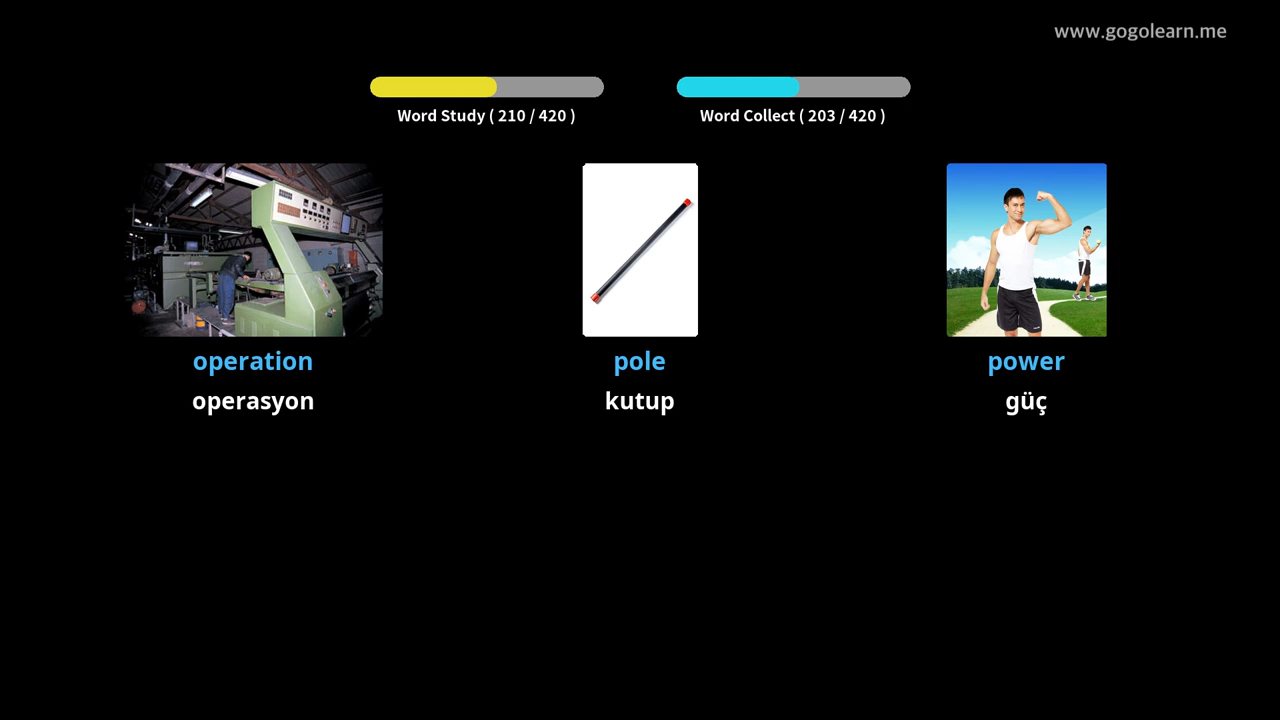 www.gogolearn.me
Word Study ( 210 / 420 )
Word Collect ( 203 / 420 )
operation
operasyon
pole
kutup
power
güç